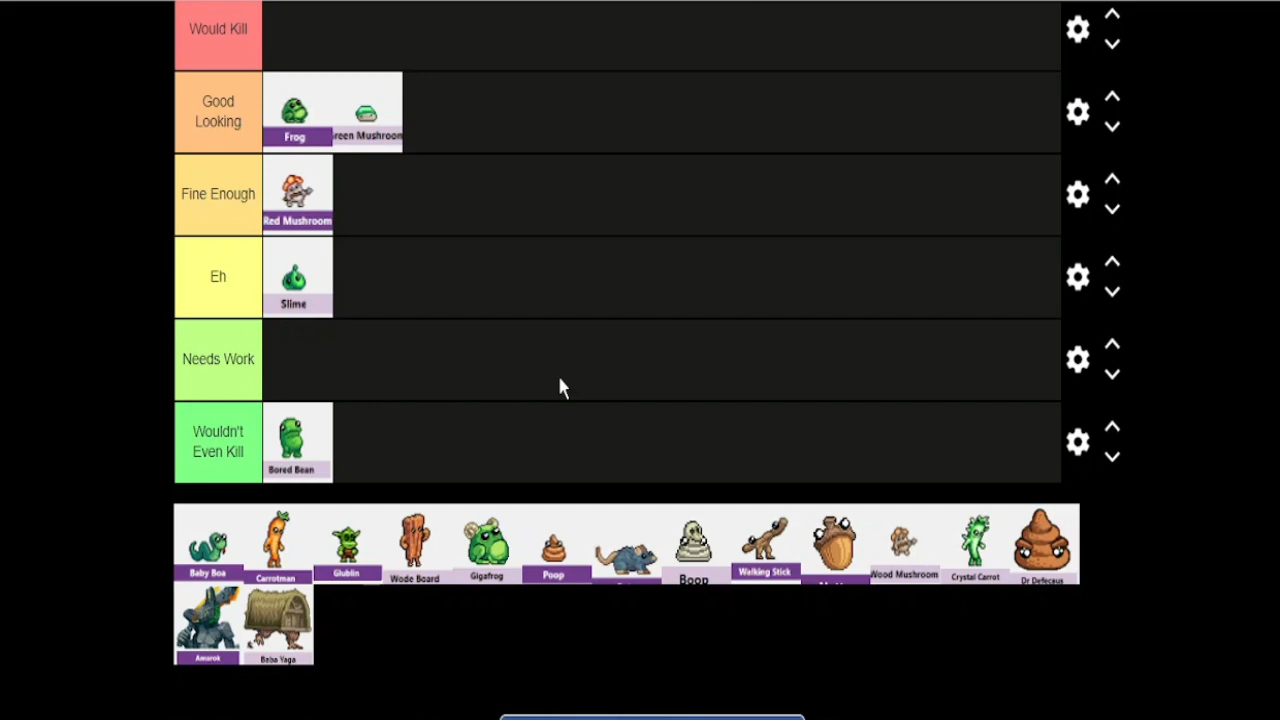 Would Kill
Good
Looking
Frog
reen Mushroom
Fine Enough
Red Mushroom
Eh
Slime
Needs Work
Wouldn't
Even Kill
Bored Bean
Baby Boa
Carrotman
Glublin
Wode Board
Gigafrog
Poop
Boop
Walking Stick
Wood Mushroom
Crystal Carrot
Dr Defecaus
Amarok
Baba Yaga